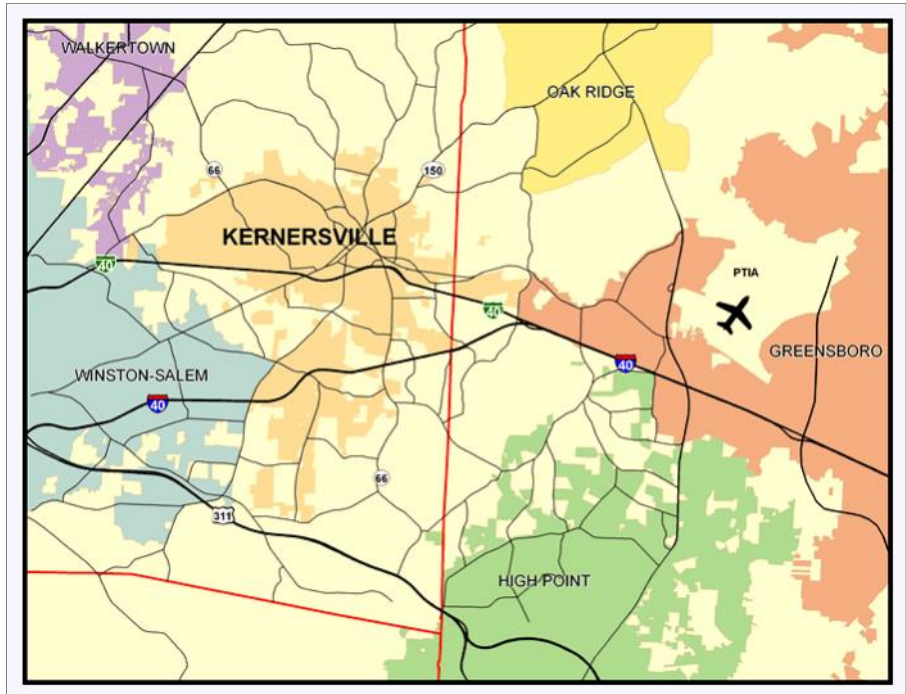 WALKERTOWN
OAK RIDGE
66
150
KERNERSVILLE
40
PTIA
40
GREENSBORO
40
WINSTON-SALEM
40
66
311
HIGH POINT